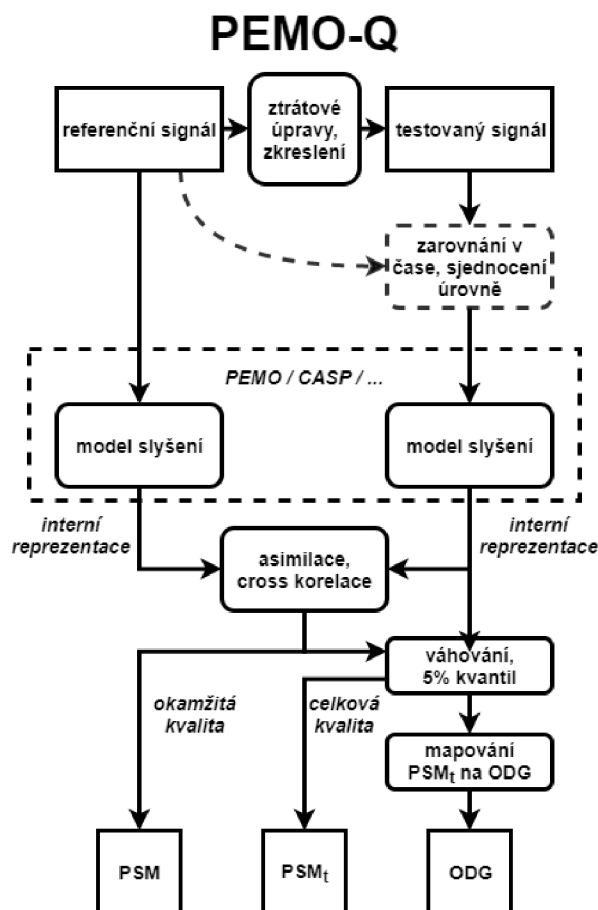 PEMO-Q
referenční signál
ztrátové
úpravy,
zkreslení
testovaný signál
zarovnání v
čase, sjednocení
úrovně
PEMO / CASP / ...
model slyšení
model slyšení
interní
reprezentace
interní
reprezentace
asimilace,
cross korelace
váhování,
5% kvantil
okamžitá
kvalita
celková
kvalita
mapování
PSMt na ODG
PSM
PSMt
ODG